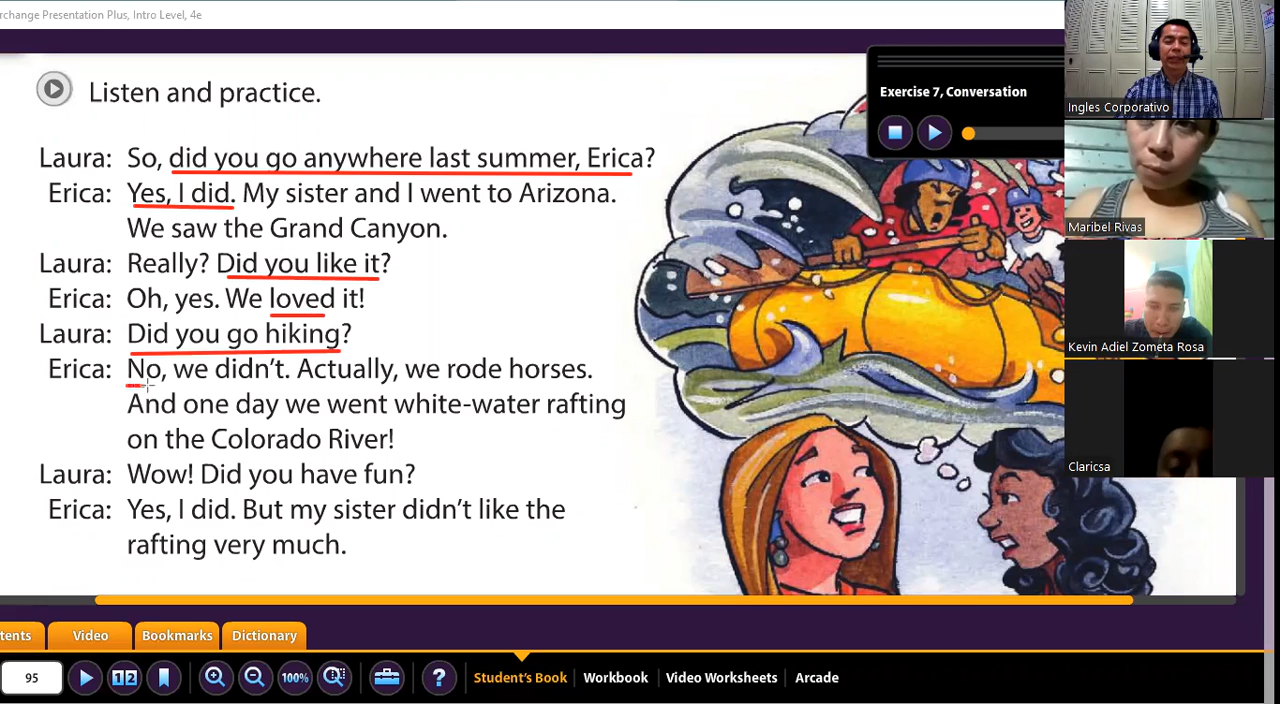 rchange Presentation Plus, Intro Level, 4e
Listen and practice.
Laura: So, did you go anywhere last summer, Erica?
Erica: Yes, I did. My sister and I went to Arizona.
We saw the Grand Canyon.
Laura: Really? Did you like it?
Erica: Oh, yes. We loved it!
Laura: Did you go hiking?
Erica: No, we didn't. Actually, we rode horses.
And one day we went white-water rafting
on the Colorado River!
Laura: Wow! Did you have fun?
Erica: Yes, I did. But my sister didn't like the
rafting very much.
Exercise 7, Conversation
Ingles Corporativo
Maribel Rivas
Kevin Adiel Zometa Rosa
Claricsa
tents Video Bookmarks Dictionary
95 12 100% ? Student's Book Workbook Video Worksheets Arcade